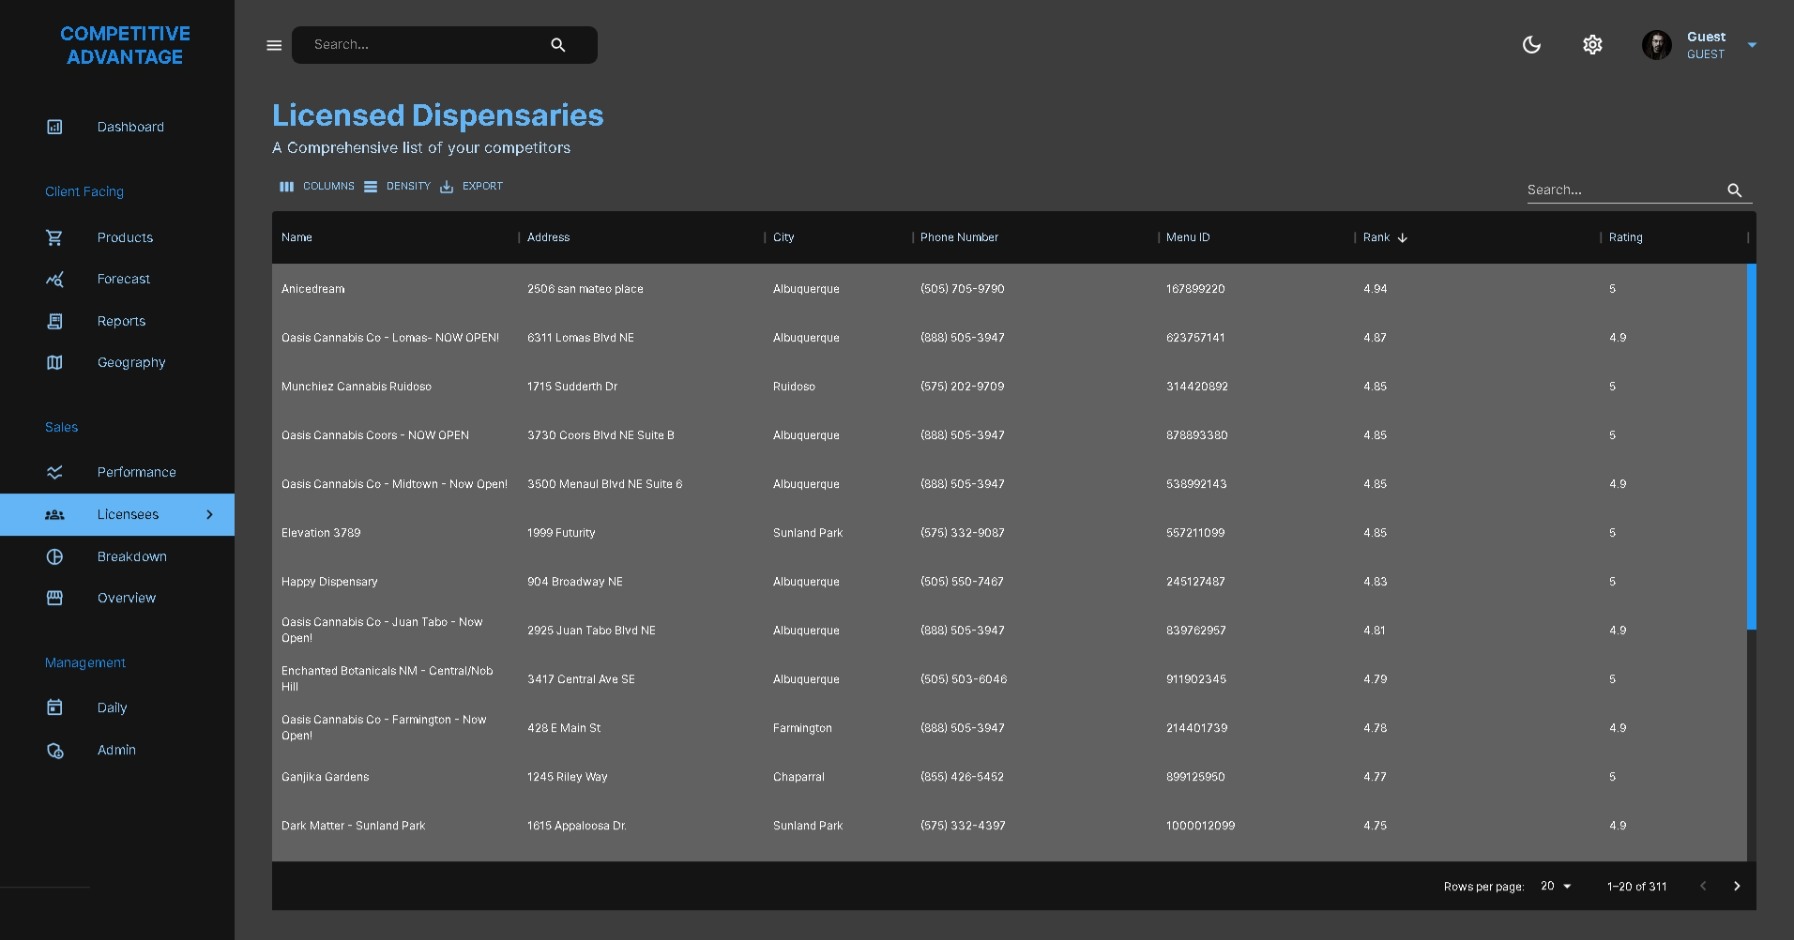 COMPETITIVE
ADVANTAGE
Search...
Guest
GUEST
Dashboard
Client Facing
Products
Forecast
Reports
Geography
Sales
Performance
Licensees
Breakdown
Overview
Management
Daily
Admin
Licensed Dispensaries
A Comprehensive list of your competitors
COLUMNS DENSITY EXPORT
Search...
Name Address City Phone Number Menu ID Rank Rating
Anicedream 2506 san mateo place Albuquerque (505) 705-9790 167899220 4.94 5
Oasis Cannabis Co - Lomas- NOW OPEN! 6311 Lomas Blvd NE Albuquerque (888) 505-3947 623757141 4.87 4.9
Munchiez Cannabis Ruidoso 1715 Sudderth Dr Ruidoso (575) 202-9709 314420892 4.85 5
Oasis Cannabis Coors - NOW OPEN 3730 Coors Blvd NE Suite B Albuquerque (888) 505-3947 878893380 4.85 5
Oasis Cannabis Co - Midtown - Now Open! 3500 Menaul Blvd NE Suite 6 Albuquerque (888) 505-3947 538992143 4.85 4.9
Elevation 3789 1999 Futurity Sunland Park (575) 332-9087 557211099 4.85 5
Happy Dispensary 904 Broadway NE Albuquerque (505) 550-7467 245127487 4.83 5
Oasis Cannabis Co - Juan Tabo - Now
Open! 2925 Juan Tabo Blvd NE Albuquerque (888) 505-3947 839762957 4.81 4.9
Enchanted Botanicals NM - Central/Nob
Hill 3417 Central Ave SE Albuquerque (505) 503-6046 911902345 4.79 5
Oasis Cannabis Co - Farmington - Now
Open! 428 E Main St Farmington (888) 505-3947 214401739 4.78 4.9
Ganjika Gardens 1245 Riley Way Chaparral (855) 426-5452 899125950 4.77 5
Dark Matter - Sunland Park 1615 Appaloosa Dr. Sunland Park (575) 332-4397 1000012099 4.75 4.9
Rows per page: 20 1–20 of 311